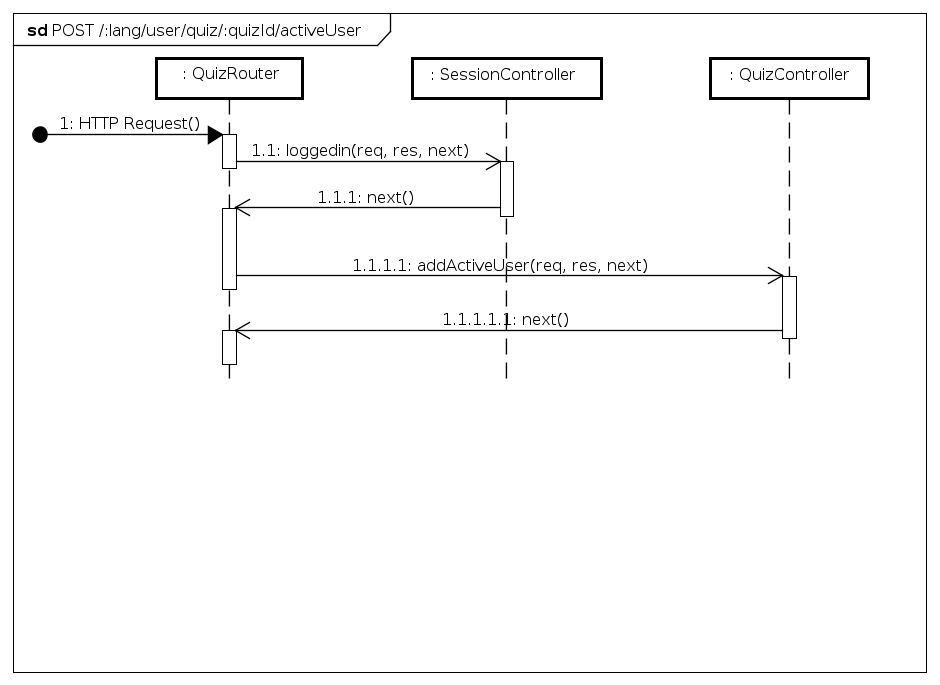 sd POST /:lang/user/quiz/:quizId/activeUser
: QuizRouter
: SessionController
: QuizController
1: HTTP Request()
1.1: loggedin(req, res, next)
1.1.1: next()
1.1.1.1: addActiveUser(req, res, next)
1.1.1.1.1: next()